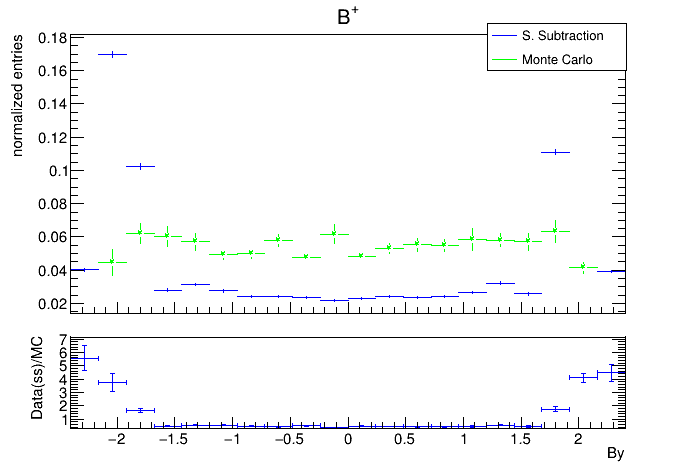 B+
S. Subtraction
Monte Carlo
normalized entries
0.18
0.16
0.14
0.12
0.1
0.08
0.06
0.04
0.02
Data(ss)/MC
7
6
5
4
3
2
1
−2 −1.5 −1 −0.5 0 0.5 1 1.5 2
By